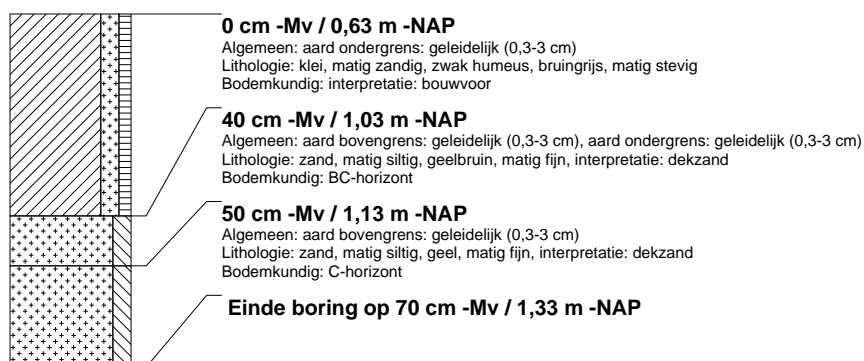 0 cm -Mv / 0,63 m -NAP
Algemeen: aard ondergrens: geleidelijk (0,3-3 cm)
Lithologie: klei, matig zandig, zwak humeus, bruingrijs, matig stevig
Bodemkundig: interpretatie: bouwvoor
40 cm -Mv / 1,03 m -NAP
Algemeen: aard bovengrens: geleidelijk (0,3-3 cm), aard ondergrens: geleidelijk (0,3-3 cm)
Lithologie: zand, matig siltig, geelbruin, matig fijn, interpretatie: dekzand
Bodemkundig: BC-horizont
50 cm -Mv / 1,13 m -NAP
Algemeen: aard bovengrens: geleidelijk (0,3-3 cm)
Lithologie: zand, matig siltig, geel, matig fijn, interpretatie: dekzand
Bodemkundig: C-horizont
Einde boring op 70 cm -Mv / 1,33 m -NAP